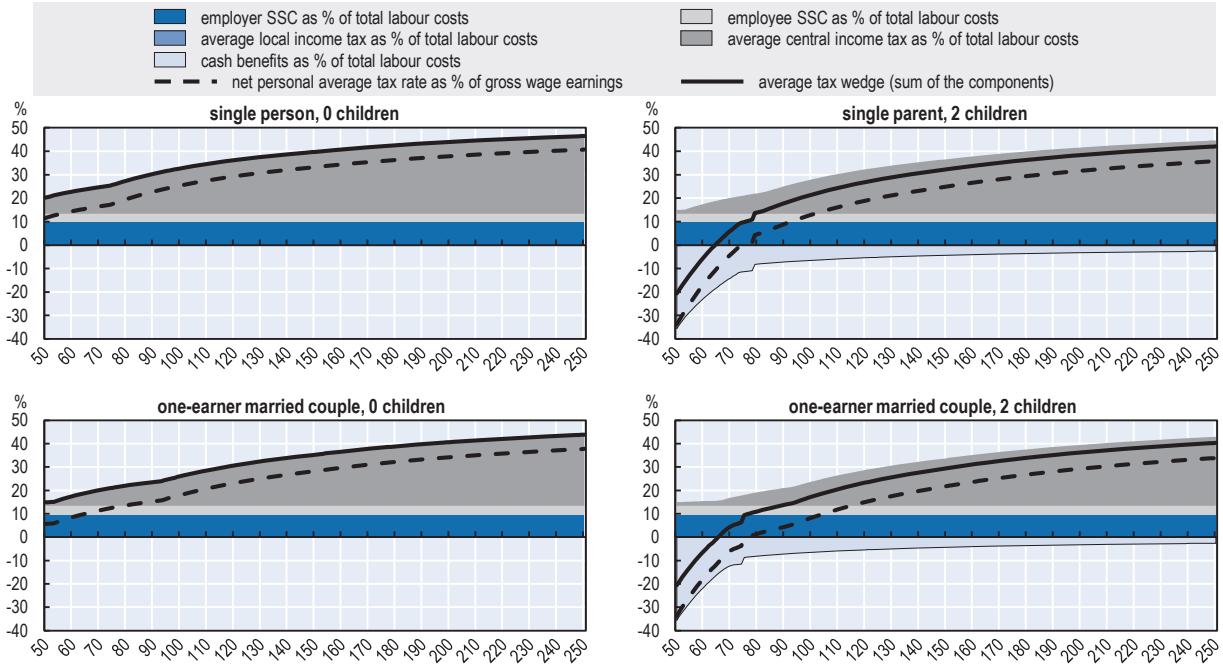 employer SSC as % of total labour costs
employee SSC as % of total labour costs
average local income tax as % of total labour costs
average central income tax as % of total labour costs
cash benefits as % of total labour costs
net personal average tax rate as % of gross wage earnings
average tax wedge (sum of the components)
%
single person, 0 children
50
40
30
20
10
0
-10
-20
-30
-40
50 60 70 80 90 100 110 120 130 140 150 160 170 180 190 200 210 220 230 240 250
%
single parent, 2 children
50
40
30
20
10
0
-10
-20
-30
-40
50 60 70 80 90 100 110 120 130 140 150 160 170 180 190 200 210 220 230 240 250
%
one-earner married couple, 0 children
50
40
30
20
10
0
-10
-20
-30
-40
50 60 70 80 90 100 110 120 130 140 150 160 170 180 190 200 210 220 230 240 250
%
one-earner married couple, 2 children
50
40
30
20
10
0
-10
-20
-30
-40
50 60 70 80 90 100 110 120 130 140 150 160 170 180 190 200 210 220 230 240 250